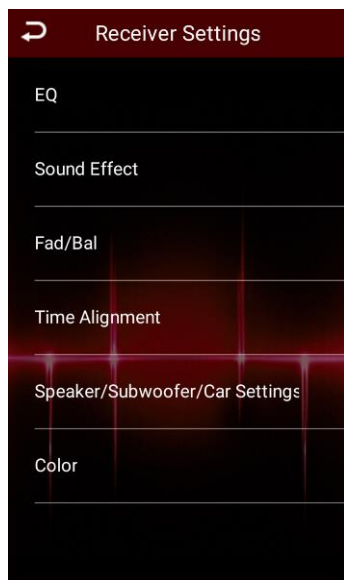 Receiver Settings
EQ
Sound Effect
Fad/Bal
Time Alignment
Speaker/Subwoofer/Car Settings
Color